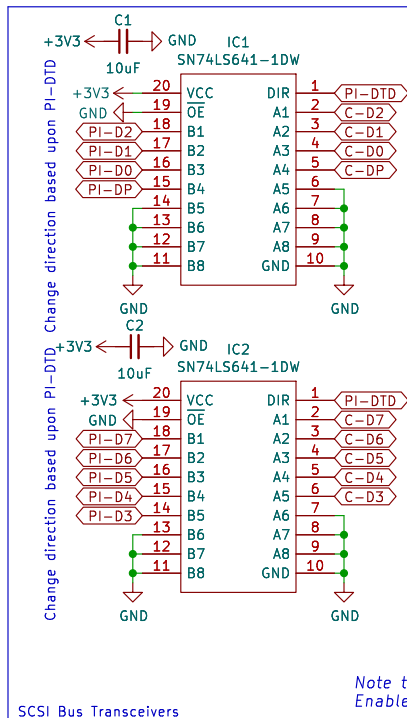 C1
+3V3
GND
10uF
IC1
SN74LS641-1DW
+3V3 20 VCC DIR 1 PI-DTD
GND 19 OE A1 2 C-D2
PI-D2 18 B1 A2 3 C-D1
PI-D1 17 B2 A3 4 C-D0
PI-D0 16 B3 A4 5 C-DP
PI-DP 15 B4 A5 6
14 B5 A6 7
13 B6 A7 8
12 B7 A8 9
11 B8 GND 10
GND GND
Change direction based upon PI-DTD
C2
+3V3
GND
10uF
IC2
SN74LS641-1DW
+3V3 20 VCC DIR 1 PI-DTD
GND 19 OE A1 2 C-D7
PI-D7 18 B1 A2 3 C-D6
PI-D6 17 B2 A3 4 C-D5
PI-D5 16 B3 A4 5 C-D4
PI-D4 15 B4 A5 6 C-D3
PI-D3 14 B5 A6 7
13 B6 A7 8
12 B7 A8 9
11 B8 GND 10
GND GND
Change direction based upon PI-DTD
Note t
Enable
SCSI Bus Transceivers